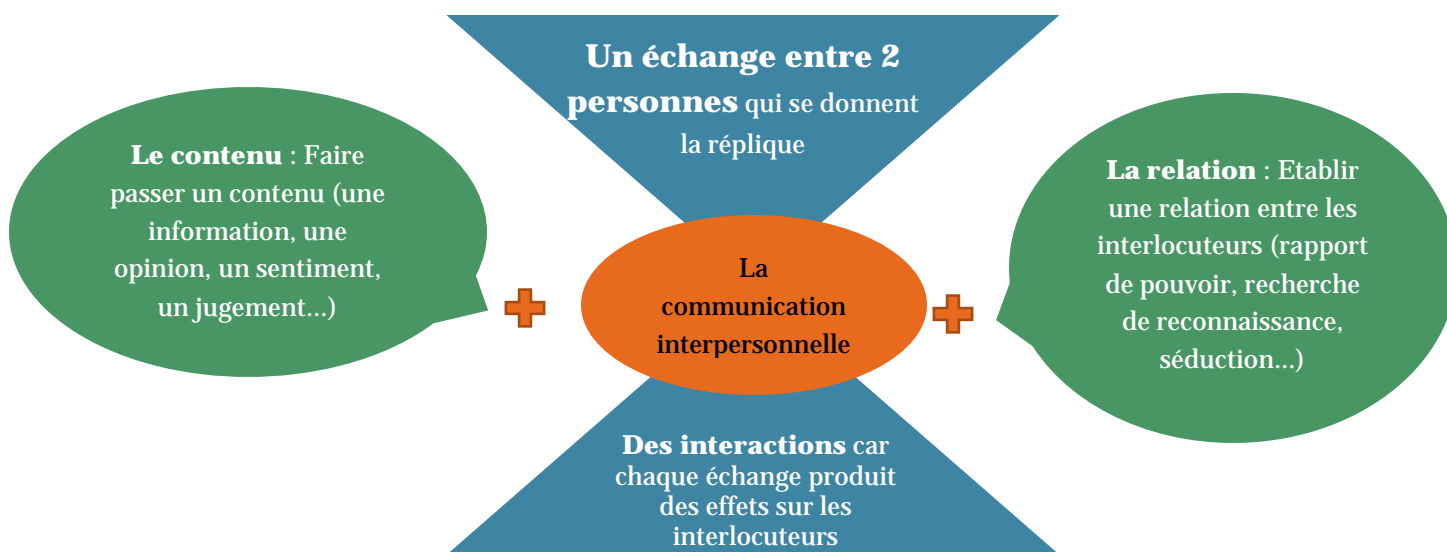 Un échange entre 2
personnes qui se donnent
la réplique
Le contenu : Faire
passer un contenu (une
information, une
opinion, un sentiment,
un jugement...)
La
communication
interpersonnelle
La relation : Etablir
une relation entre les
interlocuteurs (rapport
de pouvoir, recherche
de reconnaissance,
séduction...)
Des interactions car
chaque échange produit
des effets sur les
interlocuteurs